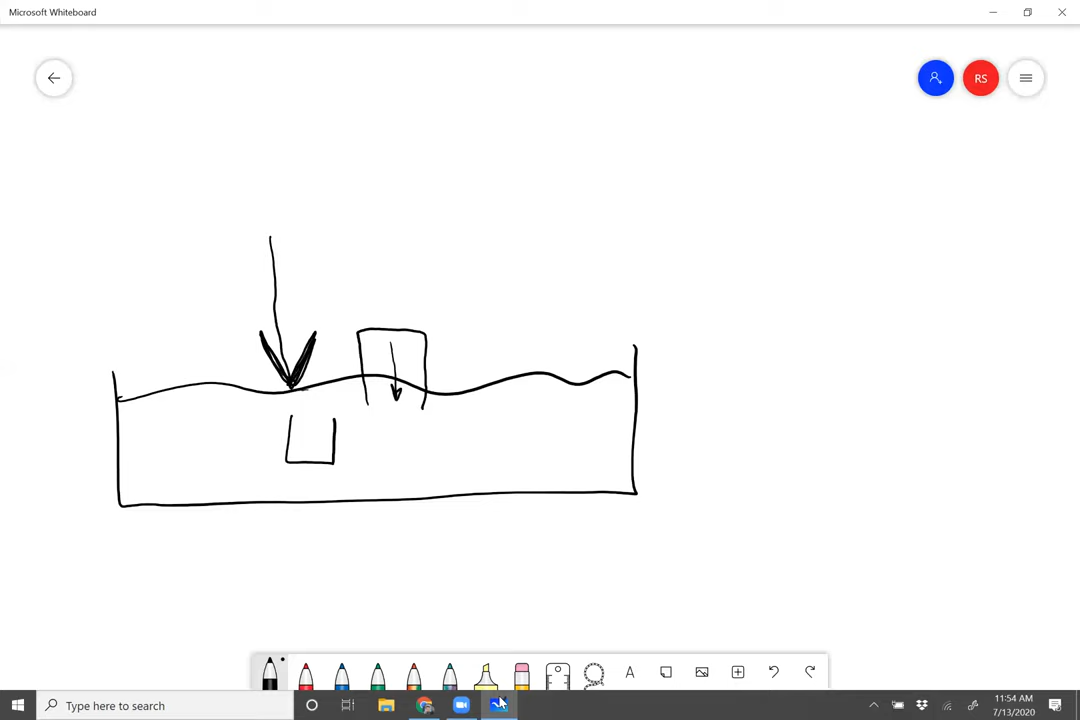 Microsoft Whiteboard
RS
A
Type here to search
11:54 AM
7/13/2020